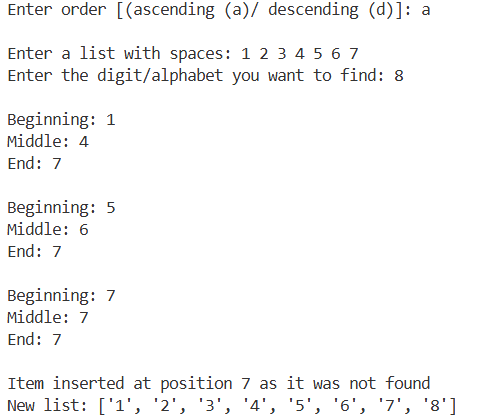 Enter order [(ascending (a)/ descending (d)]: a
Enter a list with spaces: 1 2 3 4 5 6 7
Enter the digit/alphabet you want to find: 8
Beginning: 1
Middle: 4
End: 7
Beginning: 5
Middle: 6
End: 7
Beginning: 7
Middle: 7
End: 7
Item inserted at position 7 as it was not found
New list: ['1', '2', '3', '4', '5', '6', '7', '8']